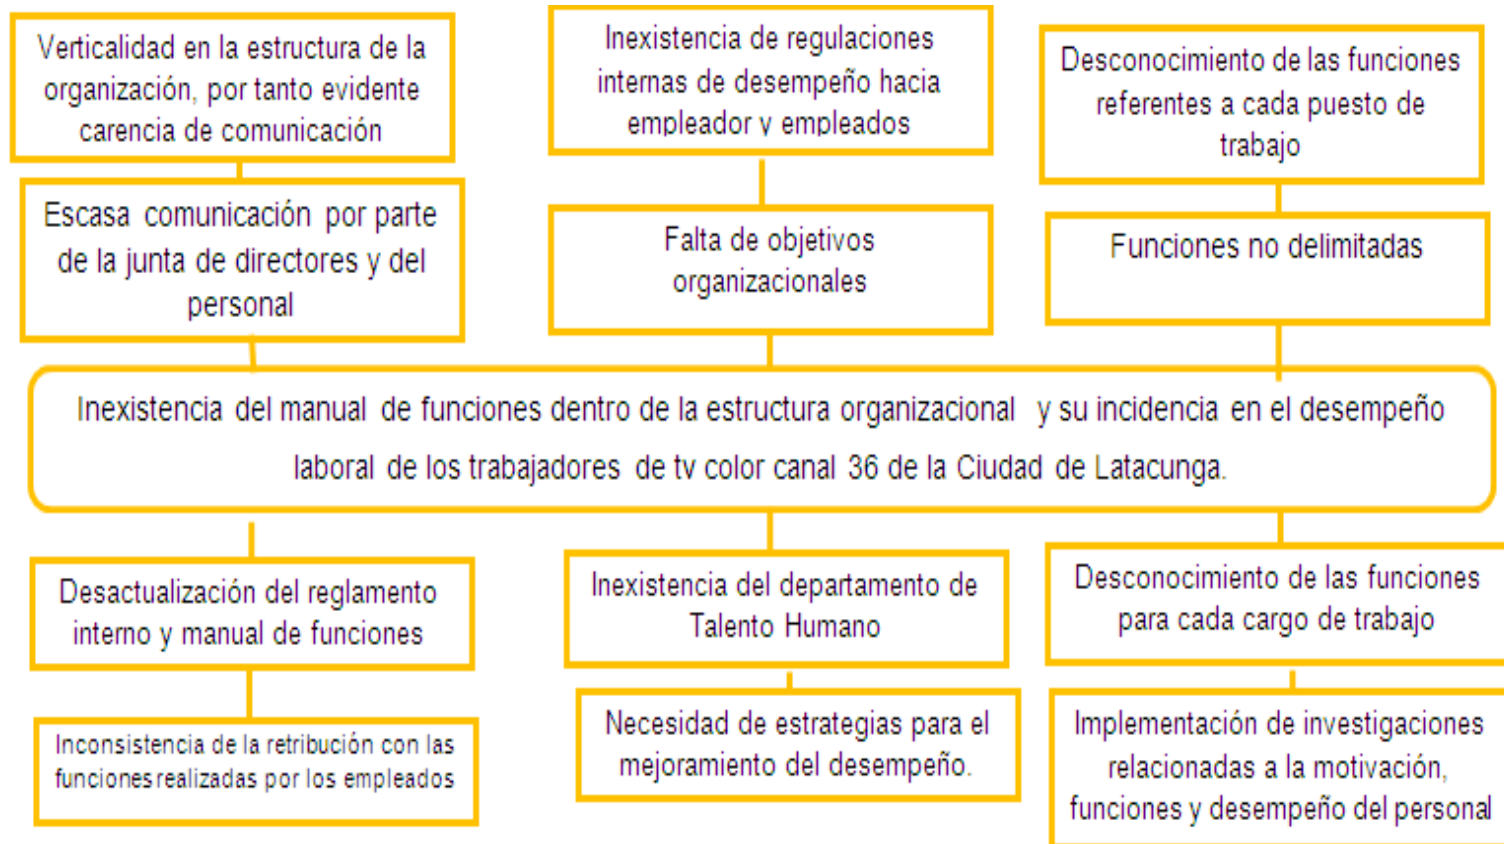 Verticalidad en la estructura de la
organización, por tanto evidente
carencia de comunicación
Inexistencia de regulaciones
internas de desempeño hacia
empleador y empleados
Desconocimiento de las funciones
referentes a cada puesto de
trabajo
Escasa comunicación por parte
de la junta de directores y del
personal
Falta de objetivos
organizacionales
Funciones no delimitadas
Inexistencia del manual de funciones dentro de la estructura organizacional y su incidencia en el desempeño
laboral de los trabajadores de tv color canal 36 de la Ciudad de Latacunga.
Desactualización del reglamento
interno y manual de funciones
Inexistencia del departamento de
Talento Humano
Desconocimiento de las funciones
para cada cargo de trabajo
Inconsistencia de la retribución con las
funciones realizadas por los empleados
Necesidad de estrategias para el
mejoramiento del desempeño.
Implementación de investigaciones
relacionadas a la motivación,
funciones y desempeño del personal